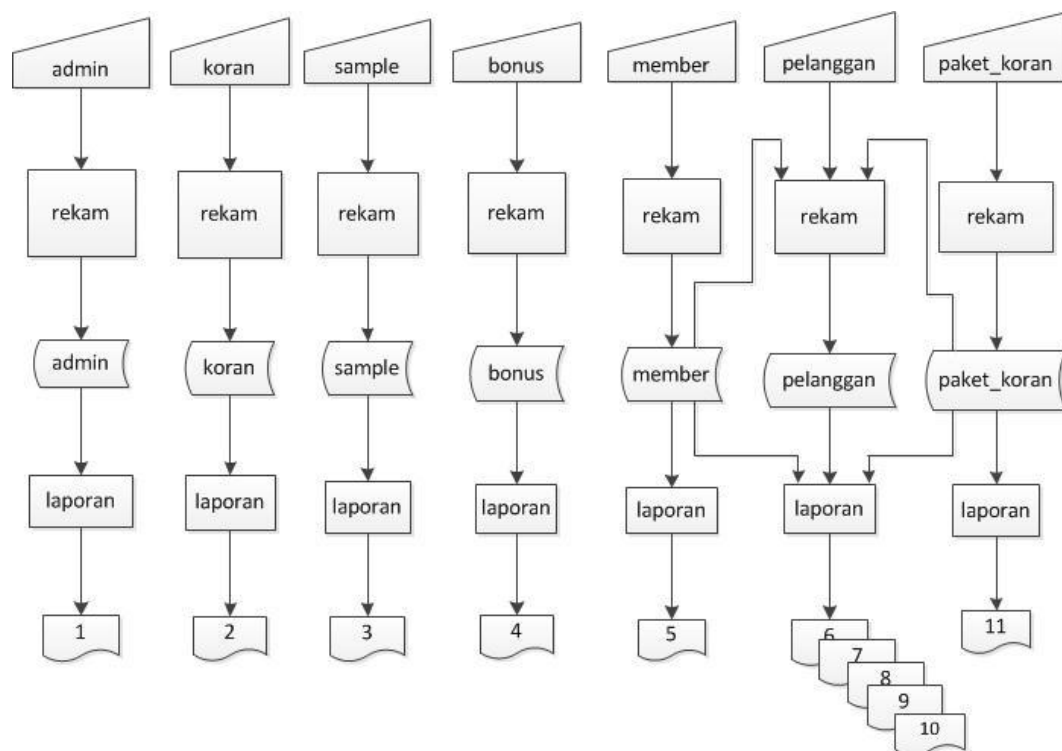 admin koran sample bonus member pelanggan paket_koran
rekam rekam rekam rekam rekam rekam rekam
admin koran sample bonus member pelanggan paket_koran
laporan laporan laporan laporan laporan laporan laporan
1 2 3 4 5 6 11
7
8
9
10